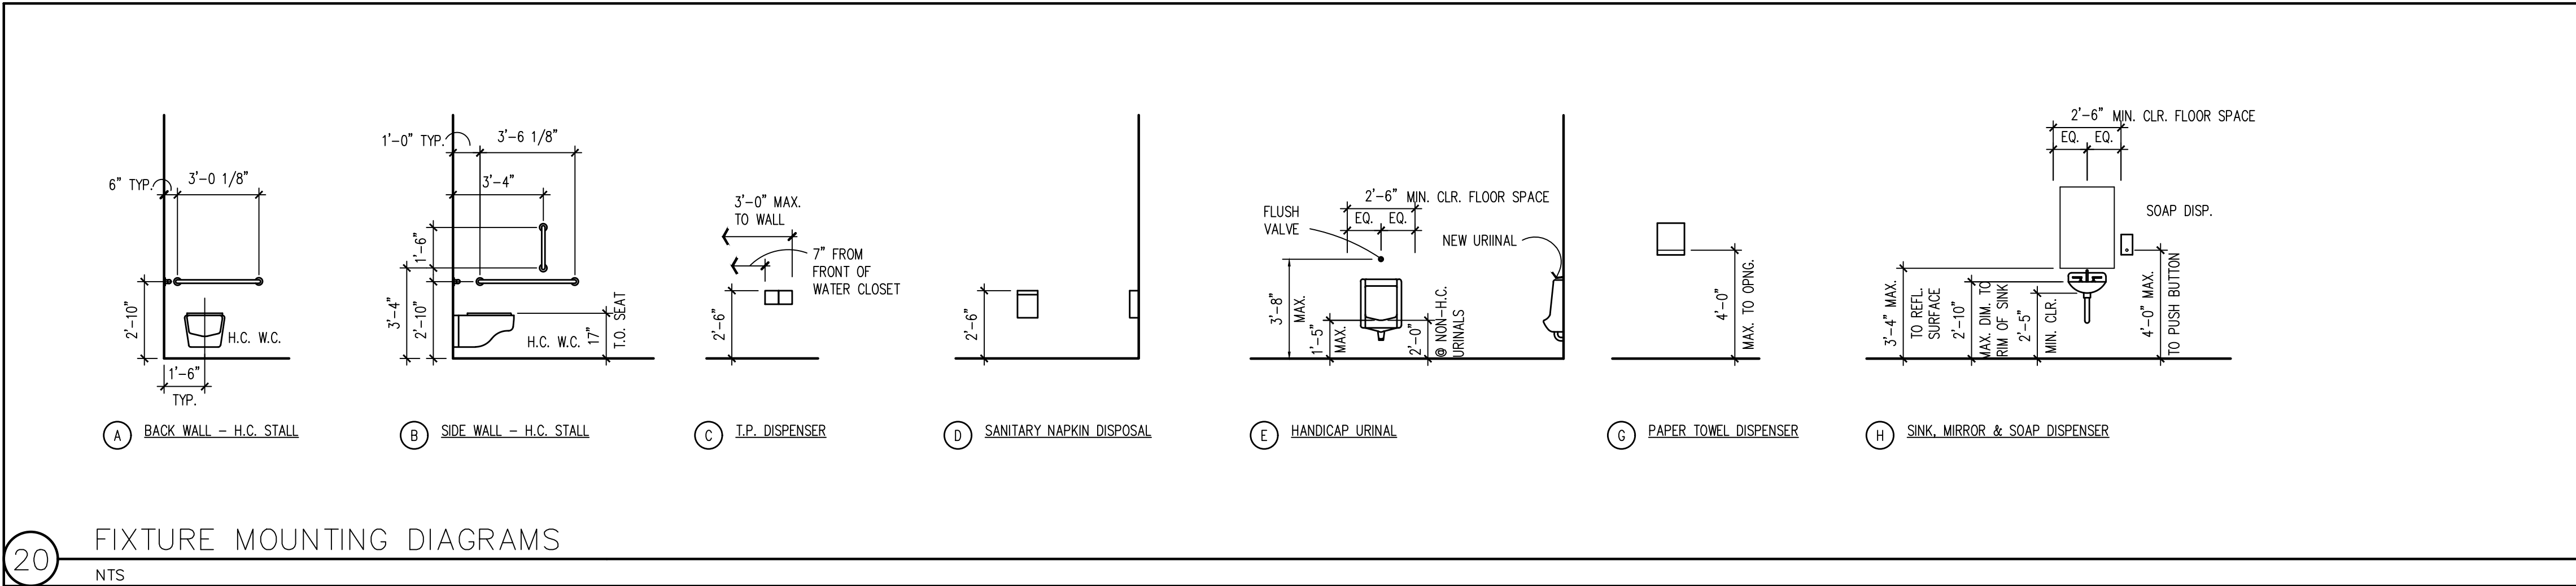 6" TYP.
3'-0 1/8"
2'-10"
H.C. W.C.
1'-6"
TYP.
A
BACK WALL - H.C. STALL
1'-0" TYP.
3'-6 1/8"
3'-4"
1'-6"
3'-4"
2'-10"
H.C. W.C.
17"
T.O. SEAT
B
SIDE WALL - H.C. STALL
3'-0" MAX.
TO WALL
7" FROM
FRONT OF
WATER CLOSET
2'-6"
C
T.P. DISPENSER
2'-6"
D
SANITARY NAPKIN DISPOSAL
2'-6" MIN. CLR. FLOOR SPACE
EQ. EQ.
FLUSH
VALVE
NEW URIINAL
3'-8"
MAX.
1'-5"
MAX.
2'-0"
@ NON-H.C.
URINALS
E
HANDICAP URINAL
4'-0"
MAX. TO OPNG.
G
PAPER TOWEL DISPENSER
2'-6" MIN. CLR. FLOOR SPACE
EQ. EQ.
SOAP DISP.
3'-4" MAX.
TO REFL.
SURFACE
2'-10"
MAX. DIM. TO
RIM OF SINK
2'-5"
MIN. CLR.
4'-0" MAX.
TO PUSH BUTTON
H
SINK, MIRROR & SOAP DISPENSER
20
FIXTURE MOUNTING DIAGRAMS
NTS